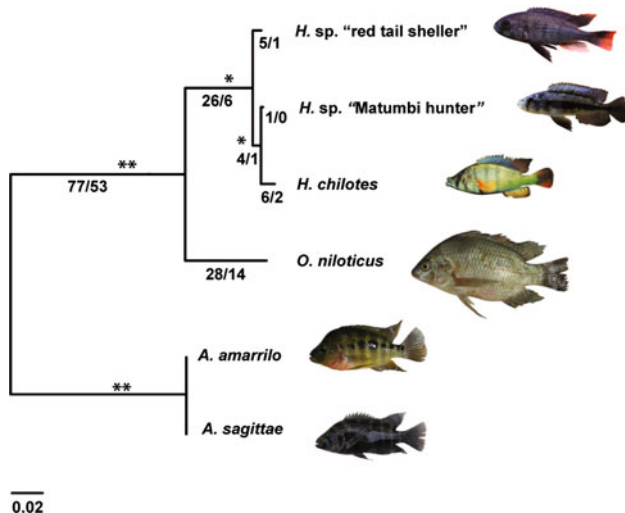 5/1
H. sp. “red tail sheller”
*
26/6
1/0
H. sp. “Matumbi hunter”
*
4/1
**
77/53
6/2
H. chilotes
28/14
O. niloticus
A. amarrilo
**
A. sagittae
0.02